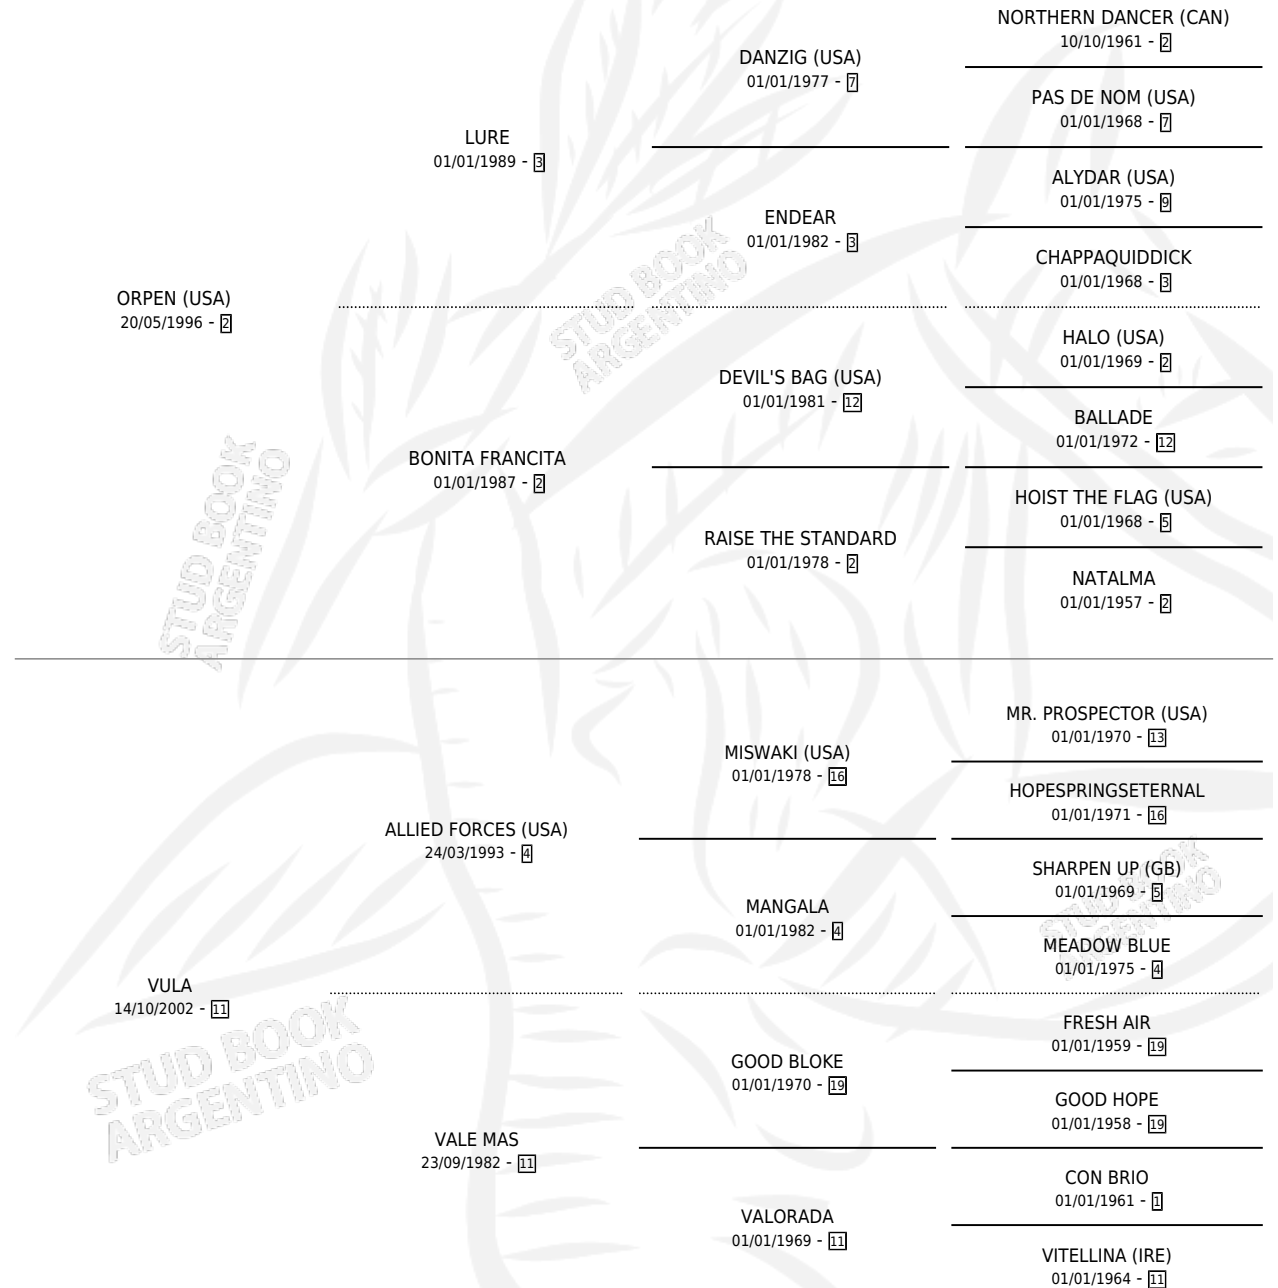 NORTHERN DANCER (CAN)
10/10/1961 - 2
DANZIG (USA)
01/01/1977 - 7
PAS DE NOM (USA)
01/01/1968 - 7
LURE
01/01/1989 - 3
ALYDAR (USA)
01/01/1975 - 9
ENDEAR
01/01/1982 - 3
CHAPPAQUIDDICK
01/01/1968 - 3
STUD BOOK
ARGENTINO
ORPEN (USA)
20/05/1996 - 2
HALO (USA)
01/01/1969 - 2
DEVIL'S BAG (USA)
01/01/1981 - 12
BALLADE
01/01/1972 - 12
BONITA FRANCITA
01/01/1987 - 2
HOIST THE FLAG (USA)
01/01/1968 - 5
RAISE THE STANDARD
01/01/1978 - 2
NATALMA
01/01/1957 - 2
STUD BOOK
ARGENTINO
MR. PROSPECTOR (USA)
01/01/1970 - 13
MISWAKI (USA)
01/01/1978 - 16
HOPESPRINGSETERNAL
01/01/1971 - 16
ALLIED FORCES (USA)
24/03/1993 - 4
SHARPEN UP (GB)
01/01/1969 - 5
MANGALA
01/01/1982 - 4
MEADOW BLUE
01/01/1975 - 4
STUD BOOK
ARGENTINO
VULA
14/10/2002 - 11
FRESH AIR
01/01/1959 - 19
GOOD BLOKE
01/01/1970 - 19
GOOD HOPE
01/01/1958 - 19
STUD BOOK
ARGENTINO
VALE MAS
23/09/1982 - 11
CON BRIO
01/01/1961 - 1
VALORADA
01/01/1969 - 11
VITELLINA (IRE)
01/01/1964 - 11